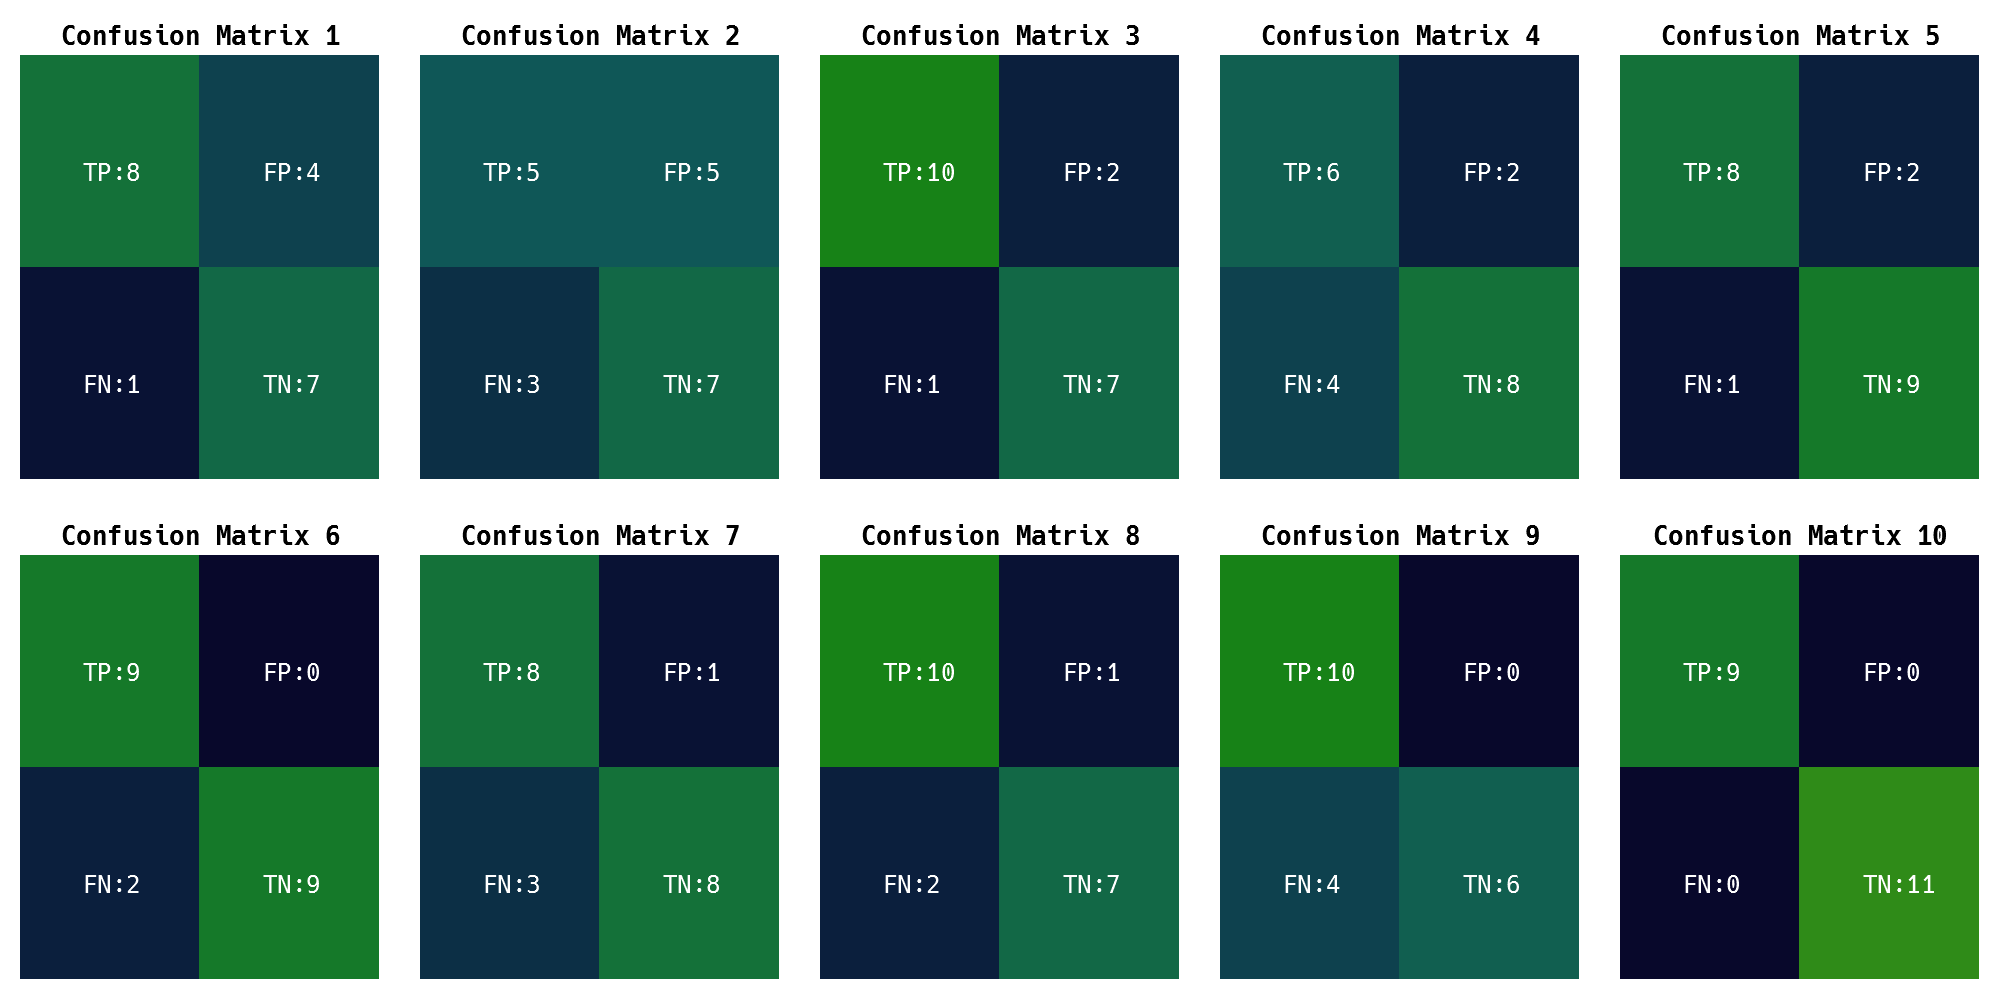 Confusion Matrix 1
TP:8 FP:4
FN:1 TN:7
Confusion Matrix 2
TP:5 FP:5
FN:3 TN:7
Confusion Matrix 3
TP:10 FP:2
FN:1 TN:7
Confusion Matrix 4
TP:6 FP:2
FN:4 TN:8
Confusion Matrix 5
TP:8 FP:2
FN:1 TN:9
Confusion Matrix 6
TP:9 FP:0
FN:2 TN:9
Confusion Matrix 7
TP:8 FP:1
FN:3 TN:8
Confusion Matrix 8
TP:10 FP:1
FN:2 TN:7
Confusion Matrix 9
TP:10 FP:0
FN:4 TN:6
Confusion Matrix 10
TP:9 FP:0
FN:0 TN:11